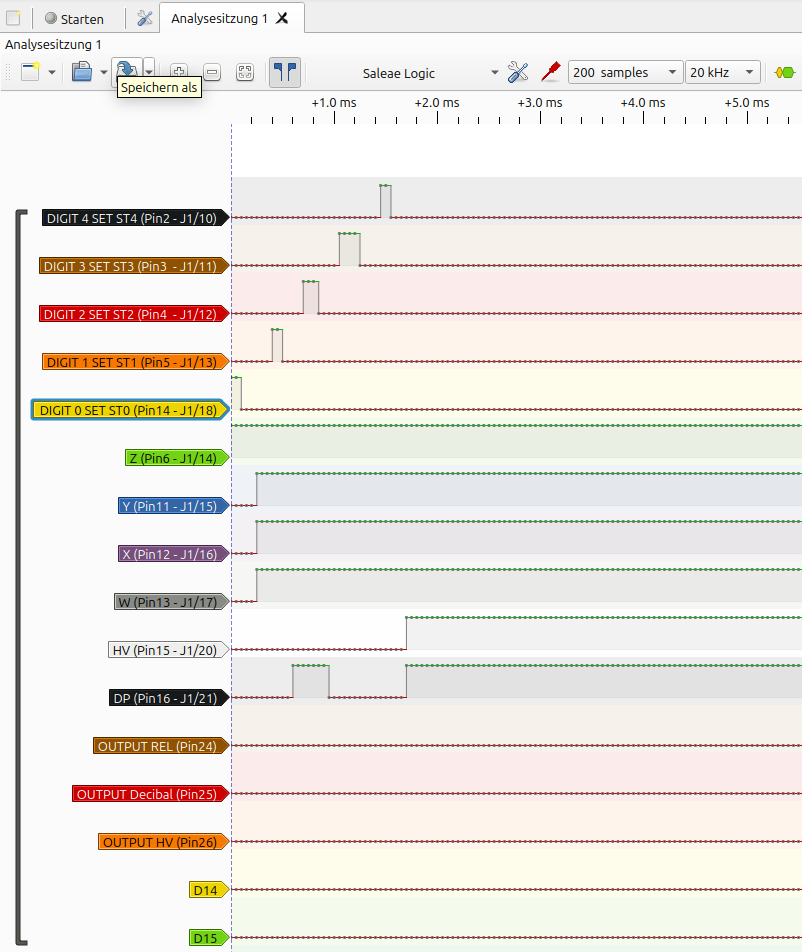 Starten
Analysesitzung 1
Analysesitzung 1
Saleae Logic
200 samples
20 kHz
Speichern als
+1.0 ms +2.0 ms +3.0 ms +4.0 ms +5.0 ms
DIGIT 4 SET ST4 (Pin2 - J1/10)
DIGIT 3 SET ST3 (Pin3 - J1/11)
DIGIT 2 SET ST2 (Pin4 - J1/12)
DIGIT 1 SET ST1 (Pin5 - J1/13)
DIGIT 0 SET ST0 (Pin14 - J1/18)
Z (Pin6 - J1/14)
Y (Pin11 - J1/15)
X (Pin12 - J1/16)
W (Pin13 - J1/17)
HV (Pin15 - J1/20)
DP (Pin16 - J1/21)
OUTPUT REL (Pin24)
OUTPUT Decibal (Pin25)
OUTPUT HV (Pin26)
D14
D15